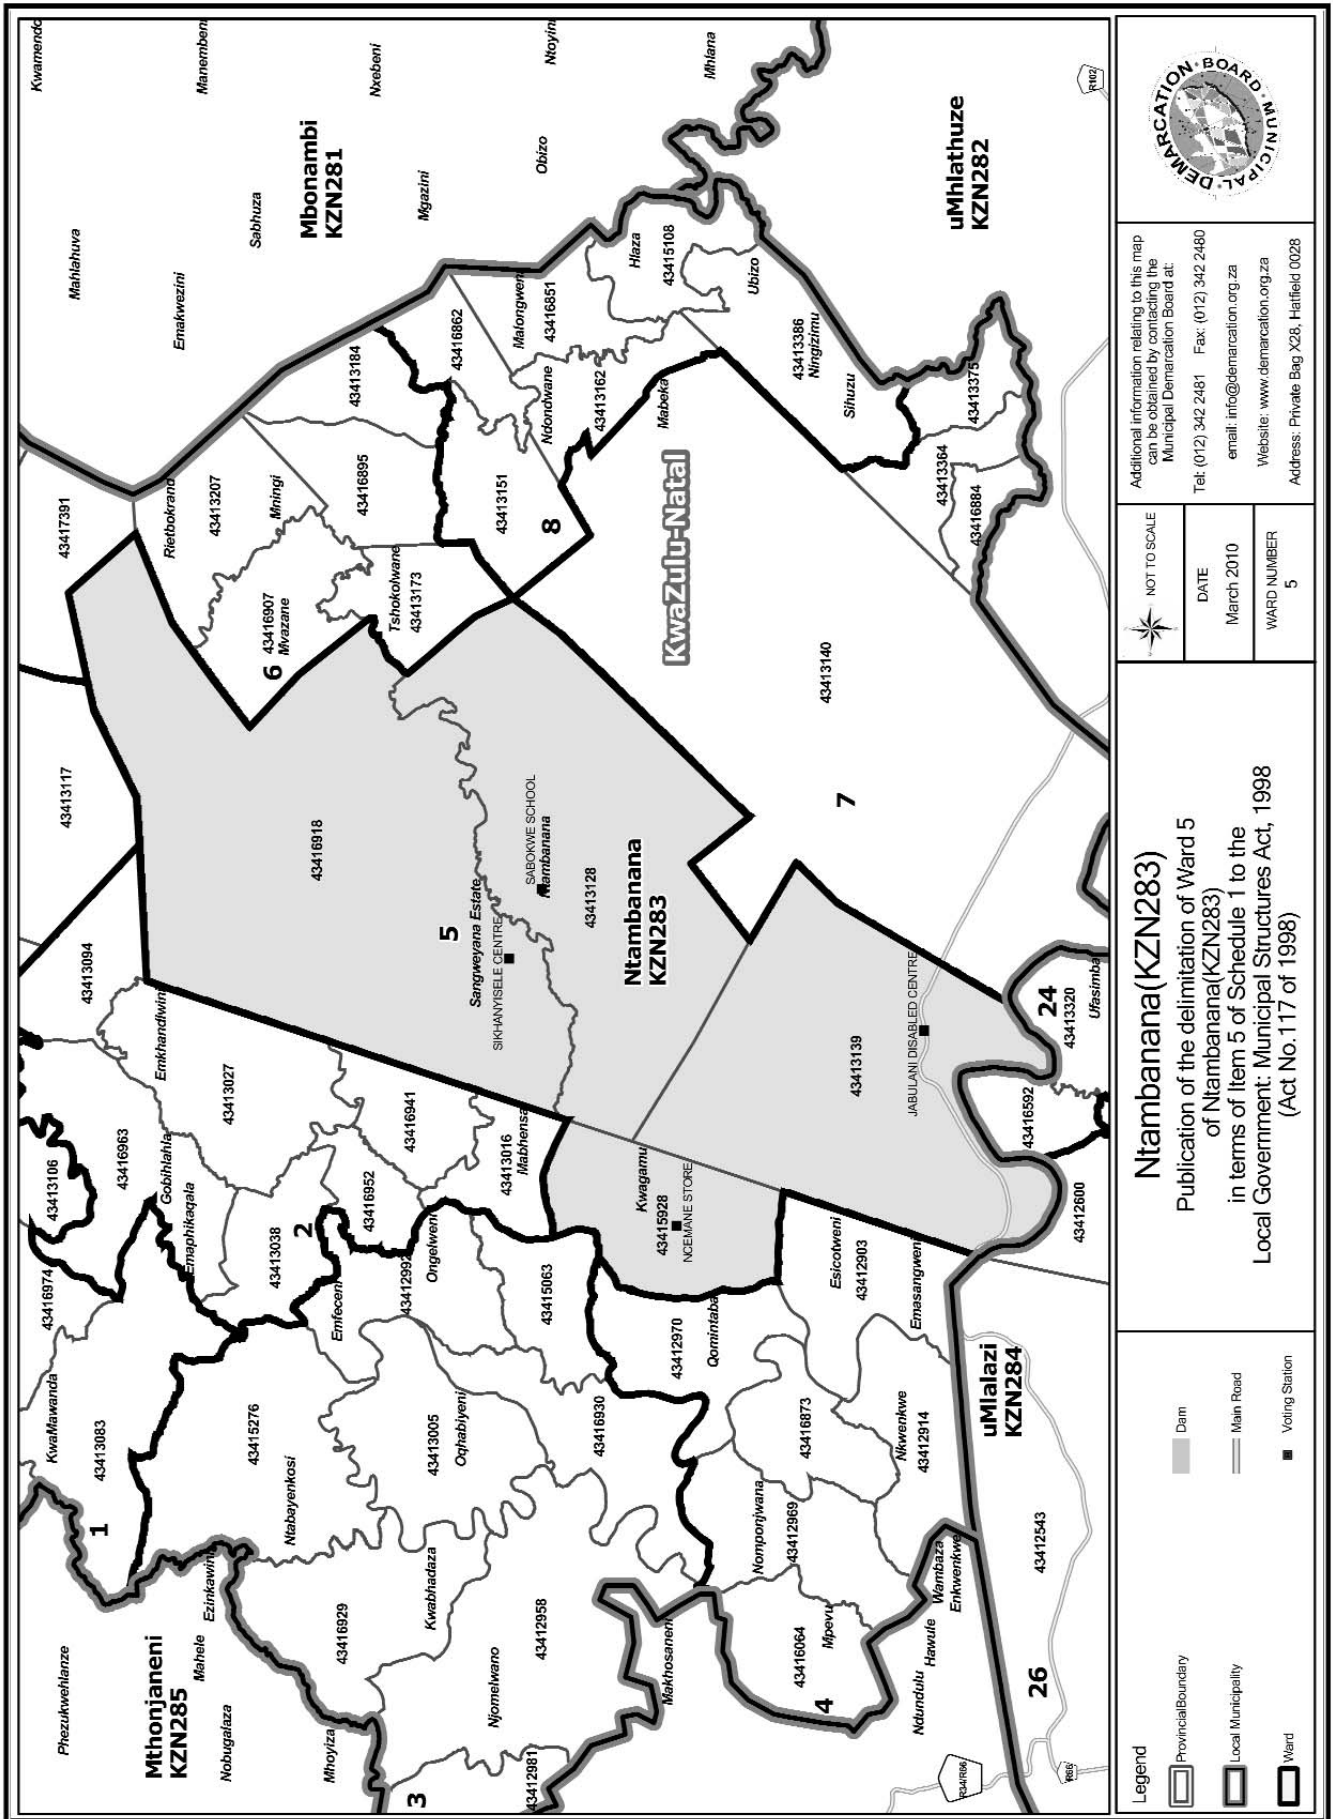 Kwamendo
Manembeni
Nxebeni
Ntoyini
Mhlana
R102
Mahlahuva
Sabhuza
Mbonambi
KZN281
Mgazini
Obizo
uMhlathuze
KZN282
Emakwezini
43413184
43416862
Malongweni
43416851
Hlaza
43415108
Ubizo
43417391
Rietbokrand
43413207
Mningi
43416895
43413151
8
Ndondwane
43413162
Mabeka
43413386
Ningizimu
Sihuzu
43413375
43413364
43416884
6
43416907
Mvazane
Tshokolwane
43413173
KwaZulu-Natal
43413140
7
43413117
43416918
5
Sangweyana Estate
SIKHANYISELE CENTRE
SABOKWE SCHOOL
Ntambanana
43413128
Ntambanana
KZN283
43413094
Emkhandlwini
43413027
43416941
43413016
Mabhensa
43413139
JABULANI DISABLED CENTRE
24
43413320
Ufasimba
43416592
43412600
43413106
43416963
Gobihlahla
Emaphikaqala
43413038
2
43416952
Kwagamu
43415928
NCEMANE STORE
43416974
Emfeceni
43412992
Ongelweni
43415063
43412970
Qomintaba
Esicotweni
43412903
Emasangweni
KwaMawanda
43413083
1
43415276
Ntabayenkosi
43413005
Oqhabiyeni
43416930
43416873
Nkwenkwe
43412914
uMlalazi
KZN284
Nomponjwana
43412969
43412543
Phezukwehlanze
Mthonjaneni
KZN285
Mahele
Ezinkawini
Nobugalaza
43416929
Mhoyiza
Kwabhadaza
43412958
Njomelwano
3
43412981
Makhosaneni
43416064
Mpevu
4
Wambaza
Enkwenkwe
Hawule
Ndundulu
26
R34/R66
R66
Legend
ProvincialBoundary
Local Municipality
Ward
Dam
Main Road
Voting Station
Ntambanana(KZN283)
Publication of the delimitation of Ward 5
of Ntambanana(KZN283)
in terms of Item 5 of Schedule 1 to the
Local Government: Municipal Structures Act, 1998
(Act No.117 of 1998)
NOT TO SCALE
DATE
March 2010
WARD NUMBER
5
Additional information relating to this map
can be obtained by contacting the
Municipal Demarcation Board at:
Tel: (012) 342 2481 Fax: (012) 342 2480
email: info@demarcation.org.za
Website: www.demarcation.org.za
Address: Private Bag X28, Hatfield 0028
MUNICIPAL DEMARCATION BOARD